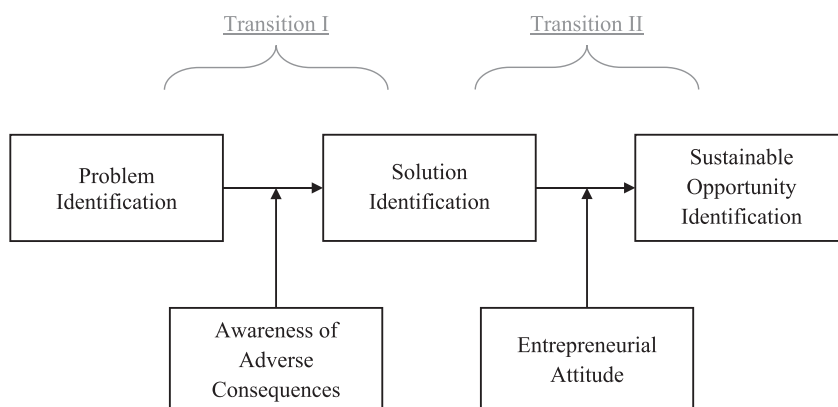 Transition I
Transition II
Problem
Identification
Solution
Identification
Sustainable
Opportunity
Identification
Awareness of
Adverse
Consequences
Entrepreneurial
Attitude